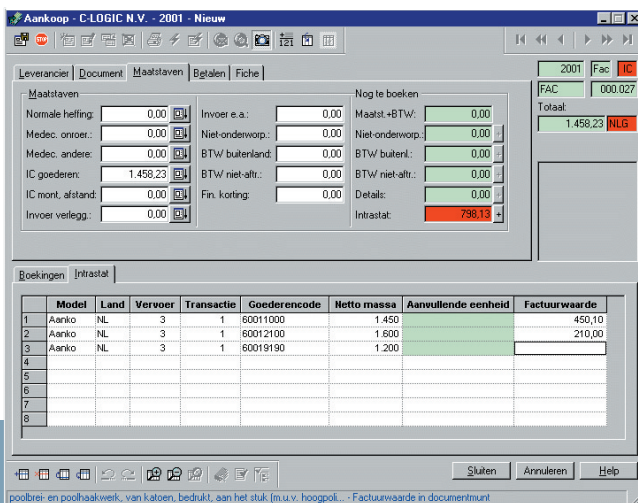 Aankoop - C-LOGIC N.V. - 2001 - Nieuw
STOP
Leverancier Document Maatstaven Betalen Fiche
2001 Fac IC
FAC 000.027
Totaal:
1.458,23 NLG
Maatstaven Nog te boeken
Normale heffing: 0,00 Invoer e.a.: 0,00 Maatst.+BTW: 0,00
Medec. onroer.: 0,00 Niet-onderworp.: 0,00 Niet-onderworp.: 0,00 +
Medec. andere: 0,00 BTW buitenland: 0,00 BTW buitenl.: 0,00 +
IC goederen: 1.458,23 BTW niet-aftr.: 0,00 BTW niet-aftr.: 0,00 +
IC mont, afstand: 0,00 Fin. korting: 0,00 Details: 0,00 +
Invoer verlegg.: 0,00 Intrastat: 798,13 +
Boekingen Intrastat
Model Land Vervoer Transactie Goederencode Netto massa Aanvullende eenheid Factuurwaarde
1 Aanko NL 3 1 60011000 1.450 450,10
2 Aanko NL 3 1 60012100 1.600 210,00
3 Aanko NL 3 1 60019190 1.200
4
5
6
7
8
Sluiten Annuleren Help
poolbrei- en poolhaakwerk, van katoen, bedrukt, aan het stuk (m.u.v. hoogpoli... - Factuurwaarde in documentmunt